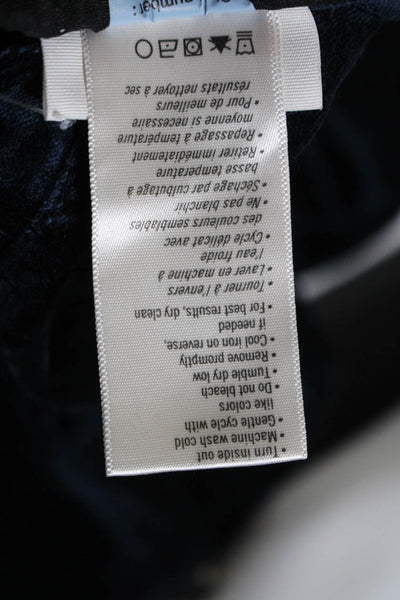 • Turn inside out
• Machine wash cold
• Gentle cycle with
like colors
• Do not bleach
• Tumble dry low
• Remove promptly
• Cool iron on reverse,
if needed
• For best results, dry clean
• Tourner à l'envers
• Laver en machine à
l'eau froide
• Cycle délicat avec
des couleurs semblables
• Ne pas blanchir
• Séchage par culbutage à
basse temperature
• Retirer immédiatement
• Repassage à température
moyenne si necessaire
• Pour de meilleurs
résultats nettoyer à sec
number: